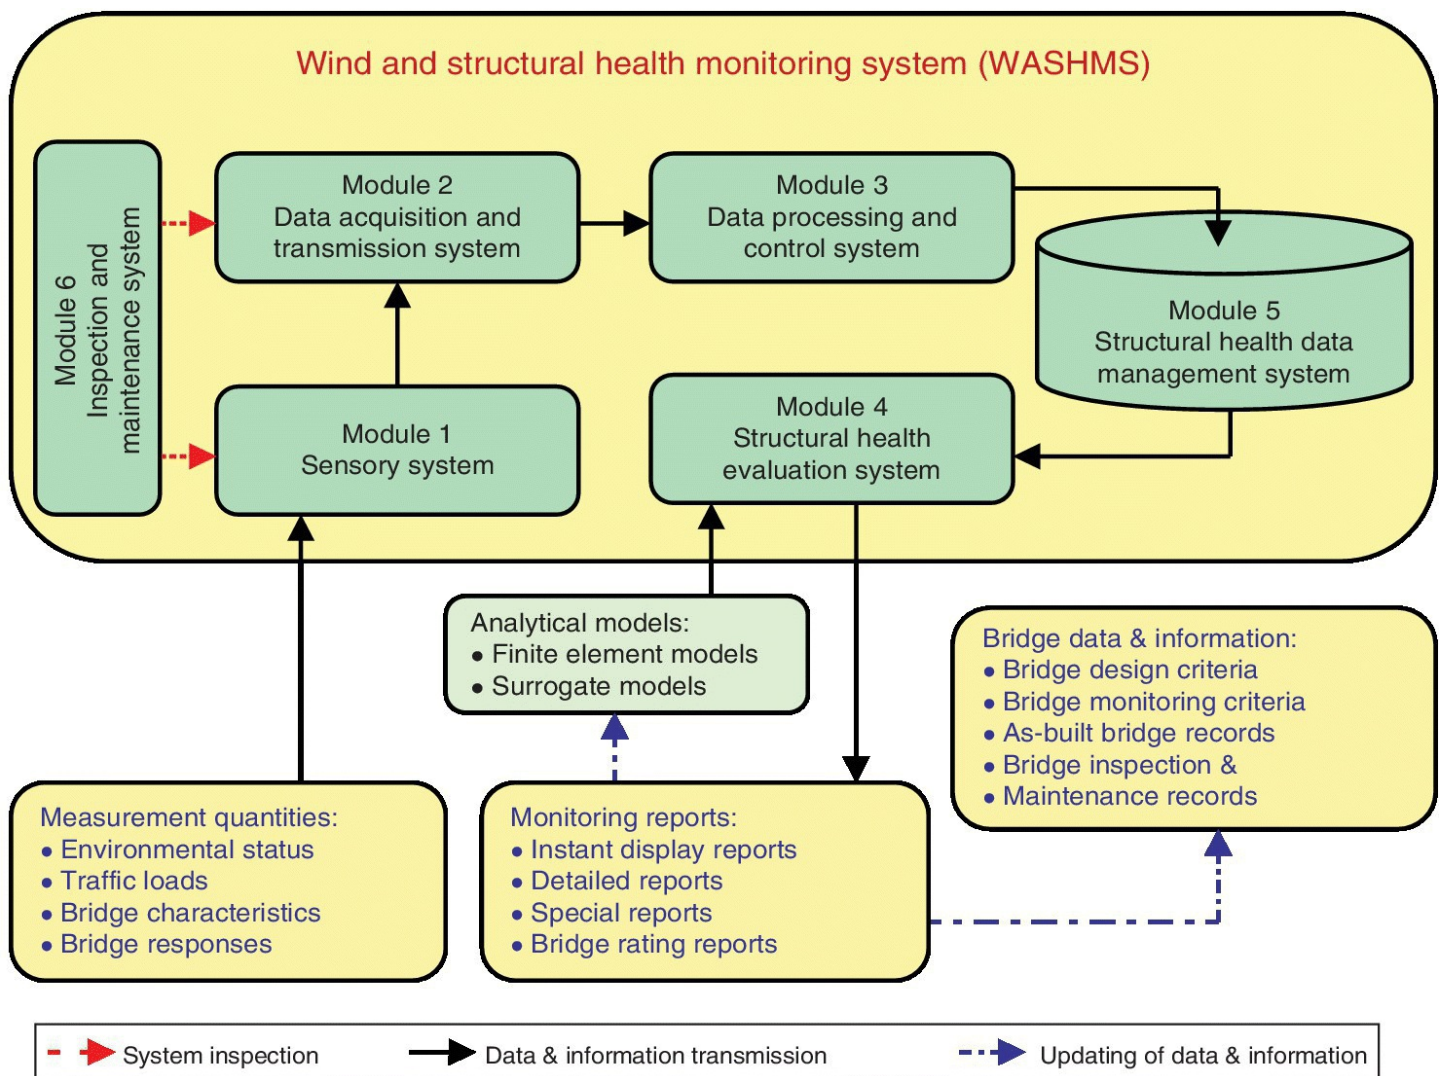 Wind and structural health monitoring system (WASHMS)
Module 6
Inspection and
maintenance system
Module 2
Data acquisition and
transmission system
Module 3
Data processing and
control system
Module 5
Structural health data
management system
Module 1
Sensory system
Module 4
Structural health
evaluation system
Analytical models:
• Finite element models
• Surrogate models
Bridge data & information:
• Bridge design criteria
• Bridge monitoring criteria
• As-built bridge records
• Bridge inspection &
• Maintenance records
Measurement quantities:
• Environmental status
• Traffic loads
• Bridge characteristics
• Bridge responses
Monitoring reports:
• Instant display reports
• Detailed reports
• Special reports
• Bridge rating reports
System inspection
Data & information transmission
Updating of data & information